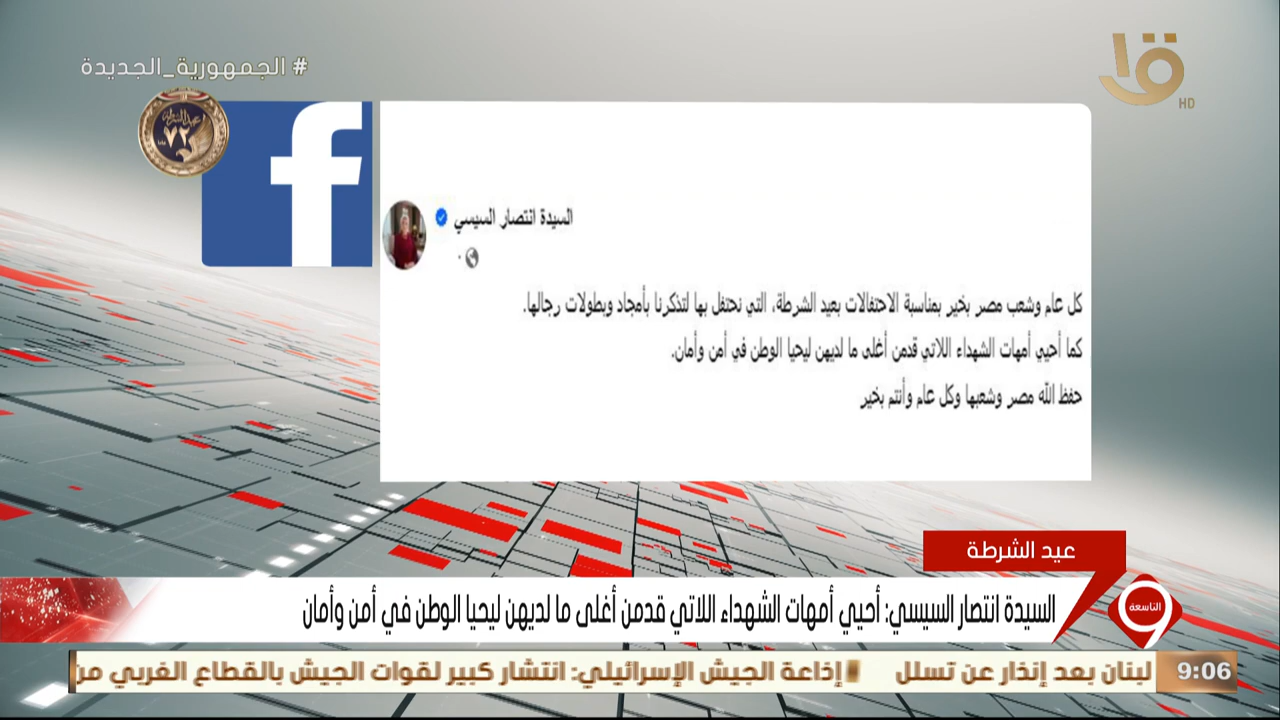 # الجمهورية_الجديدة
HD
عيد الشرطة
٧٢
السيدة انتصار السيسي
كل عام وشعب مصر بخير بمناسبة الاحتفالات بعيد الشرطة، التي نحتفل بها لتذكرنا بأمجاد وبطولات رجالها.
كما أحيي أمهات الشهداء اللاتي قدمن أغلى ما لديهن ليحيا الوطن في أمن وأمان.
حفظ الله مصر وشعبها وكل عام وأنتم بخير
عيد الشرطة
السيدة انتصار السيسي: أحيي أمهات الشهداء اللاتي قدمن أغلى ما لديهن ليحيا الوطن في أمن وأمان
التاسعة
9:06 لبنان بعد إنذار عن تسلل إذاعة الجيش الإسرائيلي: انتشار كبير لقوات الجيش بالقطاع الغربي من